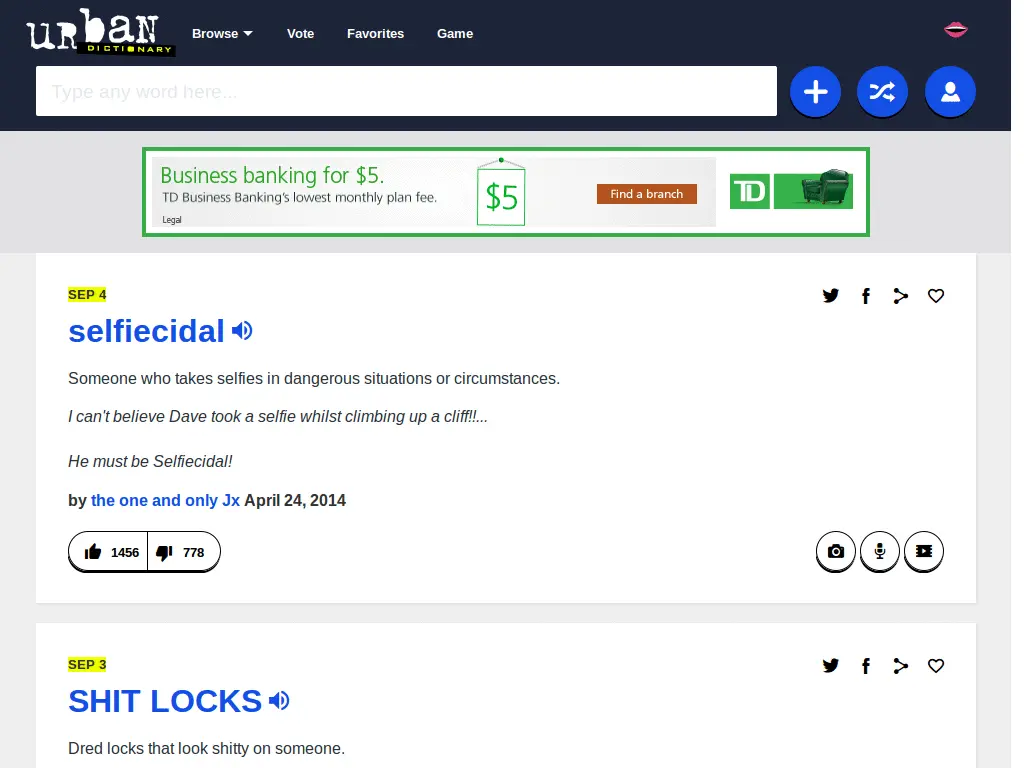 urban
DICTIONARY
Browse
Vote
Favorites
Game
Type any word here...
Business banking for $5.
TD Business Banking's lowest monthly plan fee.
Legal
$5
Find a branch
TD
SEP 4
selfiecidal
Someone who takes selfies in dangerous situations or circumstances.
I can't believe Dave took a selfie whilst climbing up a cliff!!...
He must be Selfiecidal!
by the one and only Jx April 24, 2014
1456
778
SEP 3
SHIT LOCKS
Dred locks that look shitty on someone.